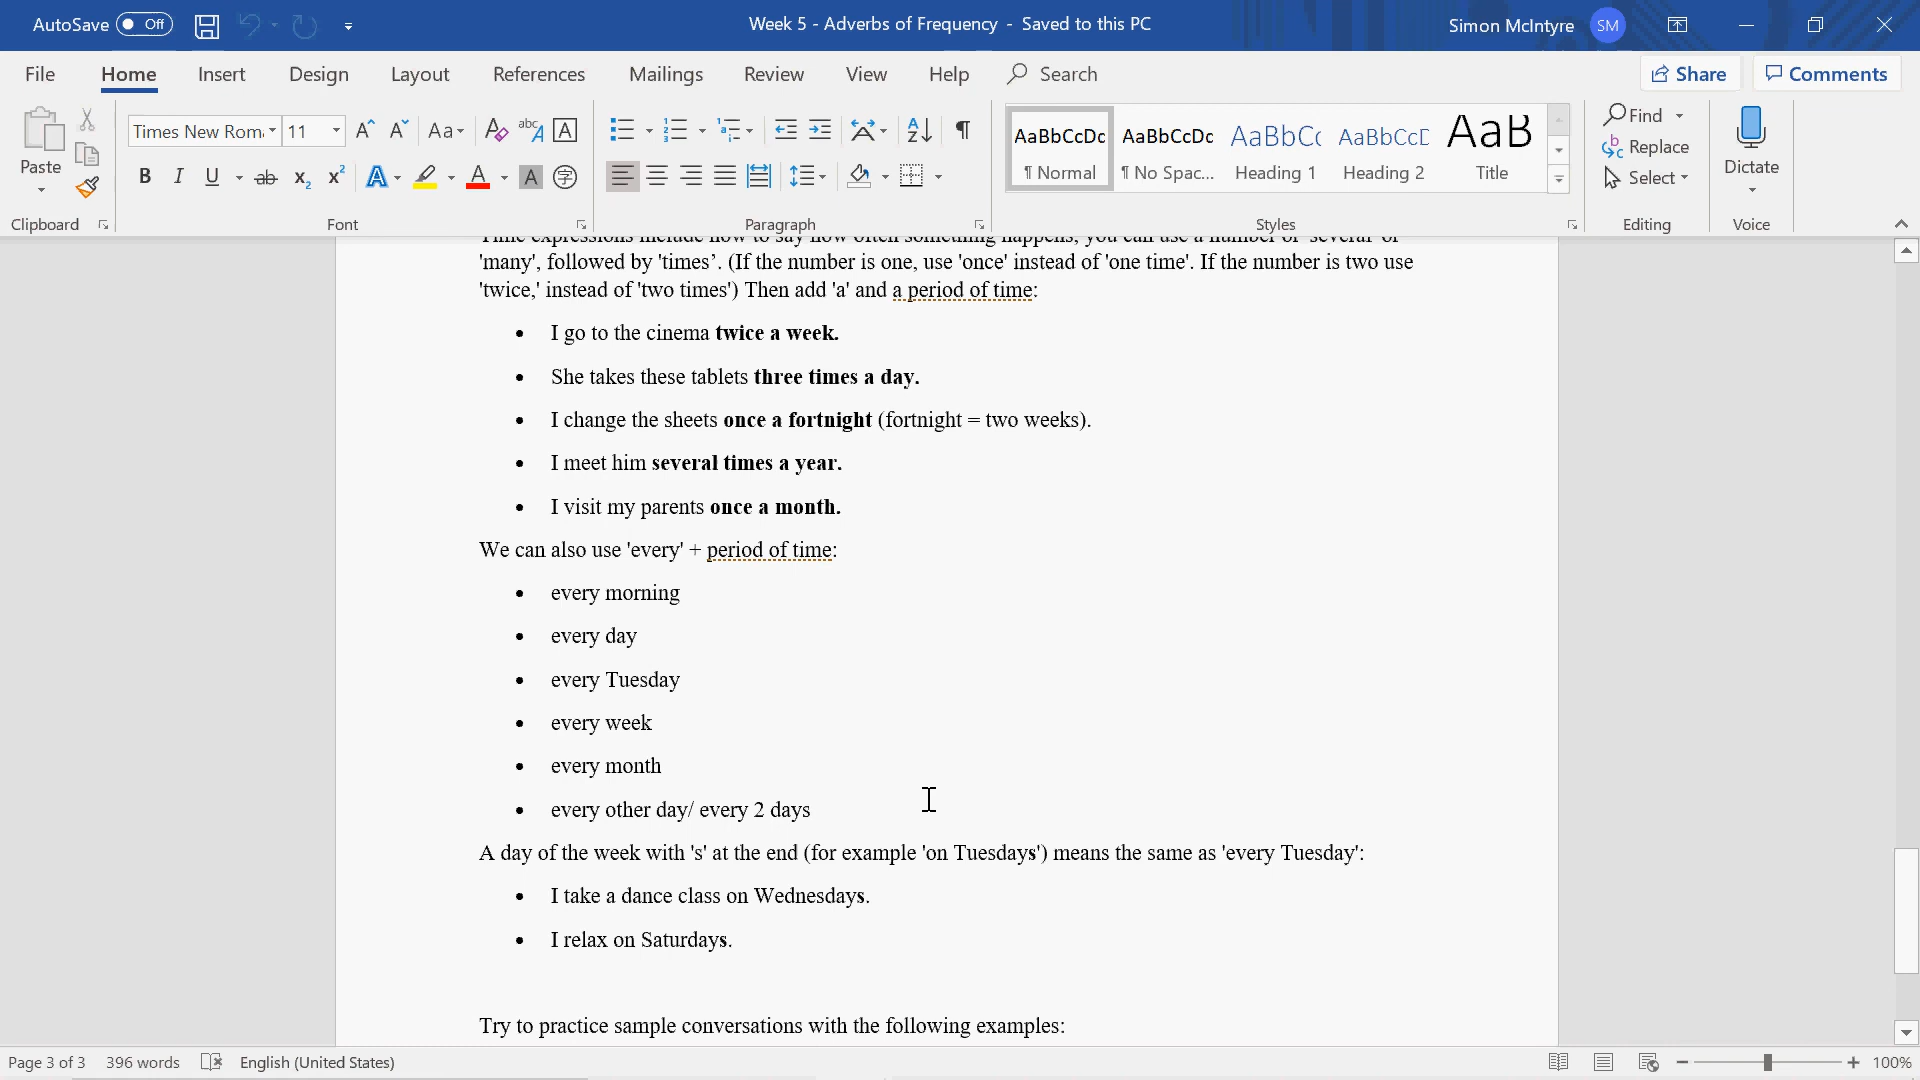 AutoSave Off
Week 5 - Adverbs of Frequency - Saved to this PC
Simon McIntyre SM
File Home Insert Design Layout References Mailings Review View Help Search
Share Comments
Paste
Times New Rom 11
AaBbCcDc AaBbCcDc AaBbCc AaBbCcD AaB
¶ Normal ¶ No Spac... Heading 1 Heading 2 Title
Find
Replace
Select
Dictate
Clipboard Font Paragraph Styles Editing Voice
Time expressions include how to say how often something happens, you can use a number or 'several' or
'many', followed by 'times’. (If the number is one, use 'once' instead of 'one time'. If the number is two use
'twice,' instead of 'two times') Then add 'a' and a period of time:
• I go to the cinema twice a week.
• She takes these tablets three times a day.
• I change the sheets once a fortnight (fortnight = two weeks).
• I meet him several times a year.
• I visit my parents once a month.
We can also use 'every' + period of time:
• every morning
• every day
• every Tuesday
• every week
• every month
• every other day/ every 2 days
A day of the week with 's' at the end (for example 'on Tuesdays') means the same as 'every Tuesday':
• I take a dance class on Wednesdays.
• I relax on Saturdays.
Try to practice sample conversations with the following examples:
Page 3 of 3 396 words English (United States) 100%